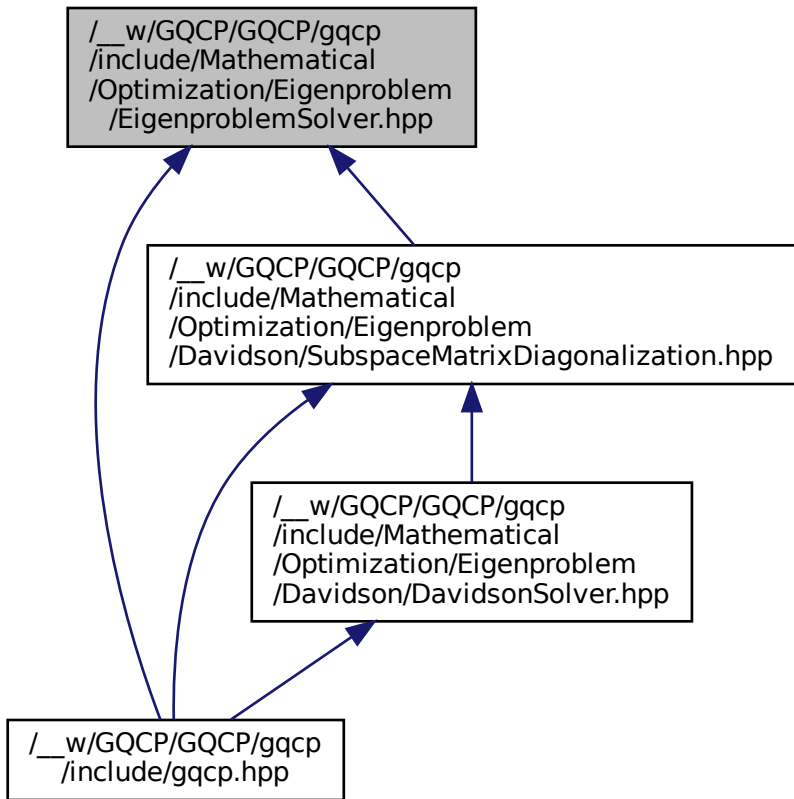 /__w/GQCP/GQCP/gqcp
/include/Mathematical
/Optimization/Eigenproblem
/EigenproblemSolver.hpp
/__w/GQCP/GQCP/gqcp
/include/Mathematical
/Optimization/Eigenproblem
/Davidson/SubspaceMatrixDiagonalization.hpp
/__w/GQCP/GQCP/gqcp
/include/Mathematical
/Optimization/Eigenproblem
/Davidson/DavidsonSolver.hpp
/__w/GQCP/GQCP/gqcp
/include/gqcp.hpp